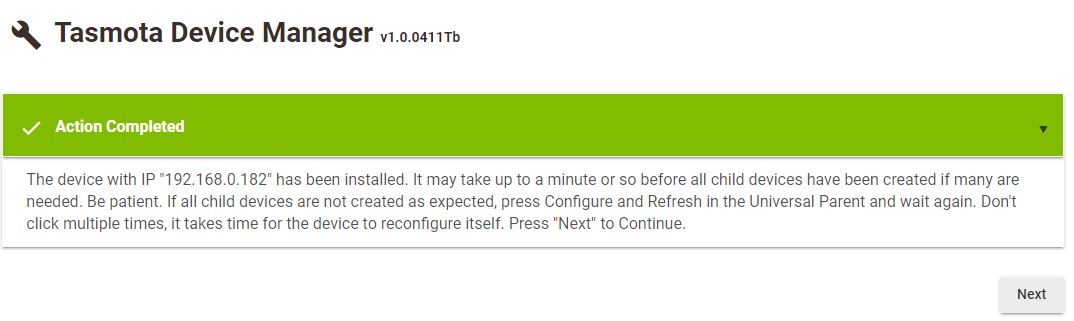 Tasmota Device Manager v1.0.0411Tb
Action Completed
The device with IP "192.168.0.182" has been installed. It may take up to a minute or so before all child devices have been created if many are
needed. Be patient. If all child devices are not created as expected, press Configure and Refresh in the Universal Parent and wait again. Don't
click multiple times, it takes time for the device to reconfigure itself. Press "Next" to Continue.
Next